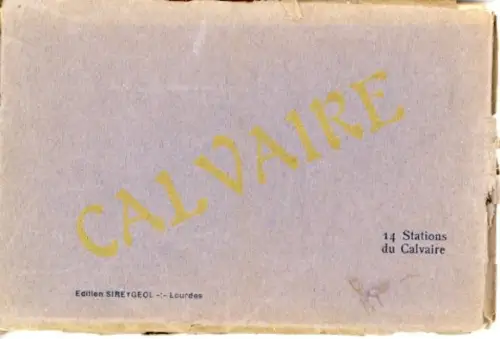 CALVAIRE
14 Stations
du Calvaire
Edition SIREYGEOL -:- Lourdes